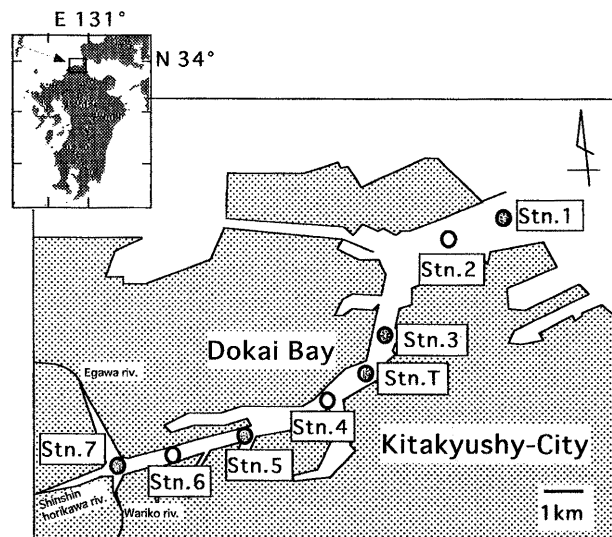 E 131°
N 34°
Stn.1
Stn.2
Stn.3
Dokai Bay
Stn.T
Egawa riv.
Stn.4
Kitakyushy-City
Stn.7
Stn.5
Stn.6
Shinshin
horikawa riv.
Wariko riv.
1km